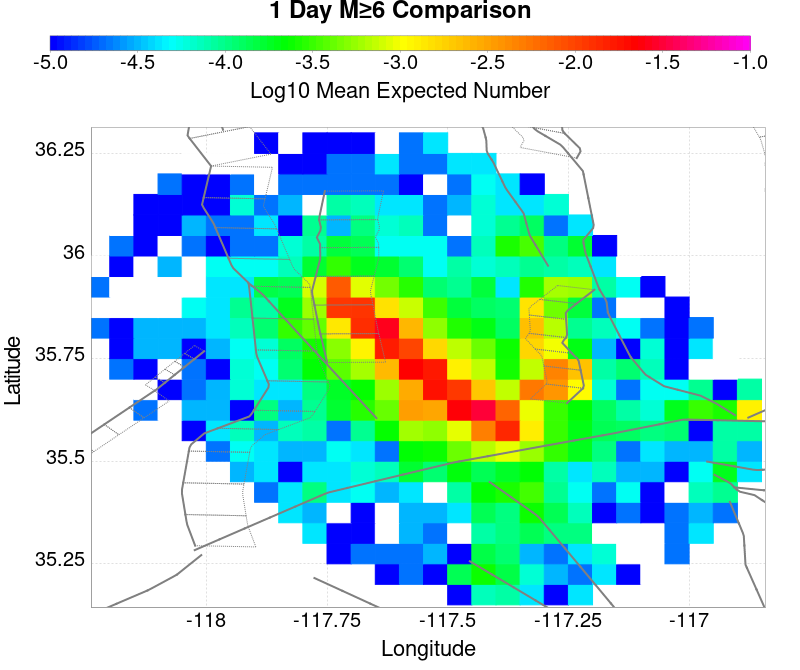 1 Day M≥6 Comparison
-5.0 -4.5 -4.0 -3.5 -3.0 -2.5 -2.0 -1.5 -1.0
Log10 Mean Expected Number
36.25
36
35.75
35.5
35.25
Latitude
-118 -117.75 -117.5 -117.25 -117
Longitude